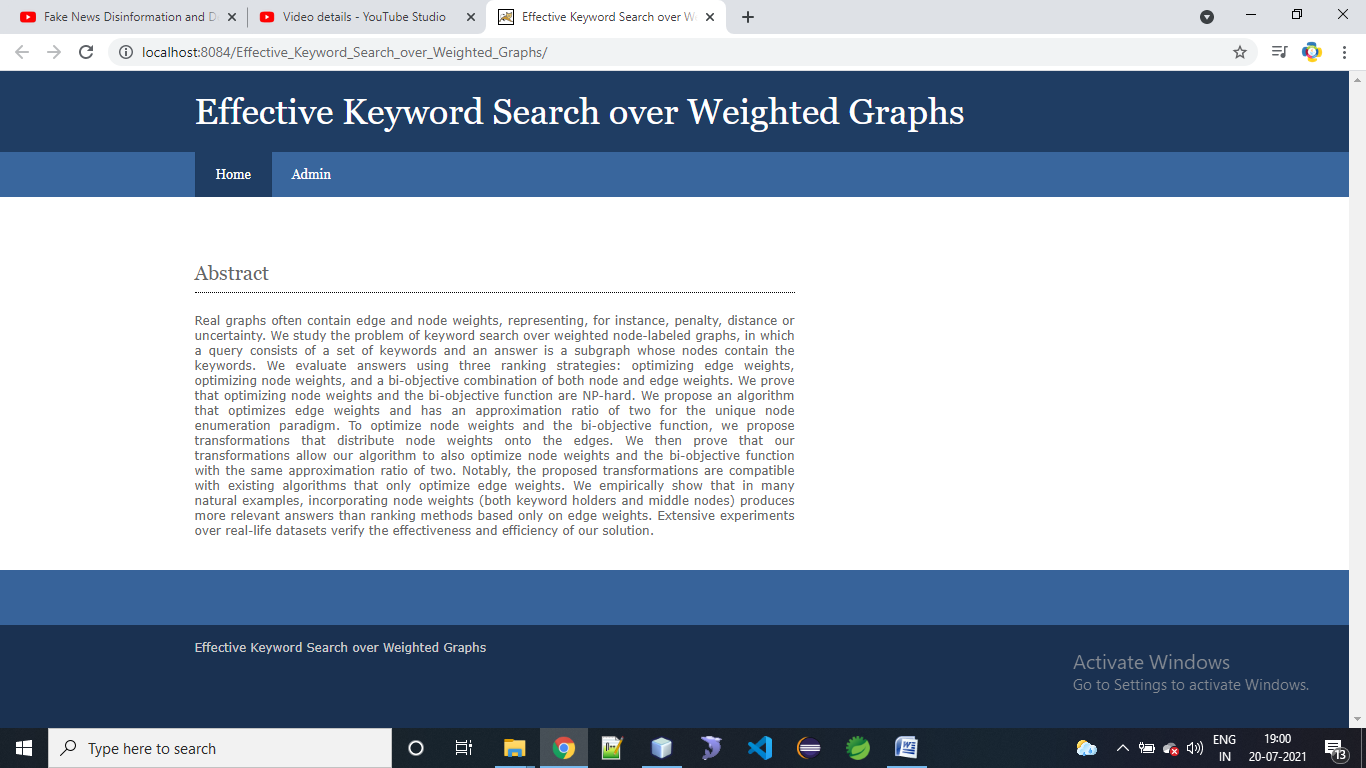 Fake News Disinformation and D
Video details - YouTube Studio
Effective Keyword Search over W
localhost:8084/Effective_Keyword_Search_over_Weighted_Graphs/
Effective Keyword Search over Weighted Graphs
Home
Admin
Abstract
Real graphs often contain edge and node weights, representing, for instance, penalty, distance or
uncertainty. We study the problem of keyword search over weighted node-labeled graphs, in which
a query consists of a set of keywords and an answer is a subgraph whose nodes contain the
keywords. We evaluate answers using three ranking strategies: optimizing edge weights,
optimizing node weights, and a bi-objective combination of both node and edge weights. We prove
that optimizing node weights and the bi-objective function are NP-hard. We propose an algorithm
that optimizes edge weights and has an approximation ratio of two for the unique node
enumeration paradigm. To optimize node weights and the bi-objective function, we propose
transformations that distribute node weights onto the edges. We then prove that our
transformations allow our algorithm to also optimize node weights and the bi-objective function
with the same approximation ratio of two. Notably, the proposed transformations are compatible
with existing algorithms that only optimize edge weights. We empirically show that in many
natural examples, incorporating node weights (both keyword holders and middle nodes) produces
more relevant answers than ranking methods based only on edge weights. Extensive experiments
over real-life datasets verify the effectiveness and efficiency of our solution.
Effective Keyword Search over Weighted Graphs
Activate Windows
Go to Settings to activate Windows.
Type here to search
ENG
IN
19:00
20-07-2021
13